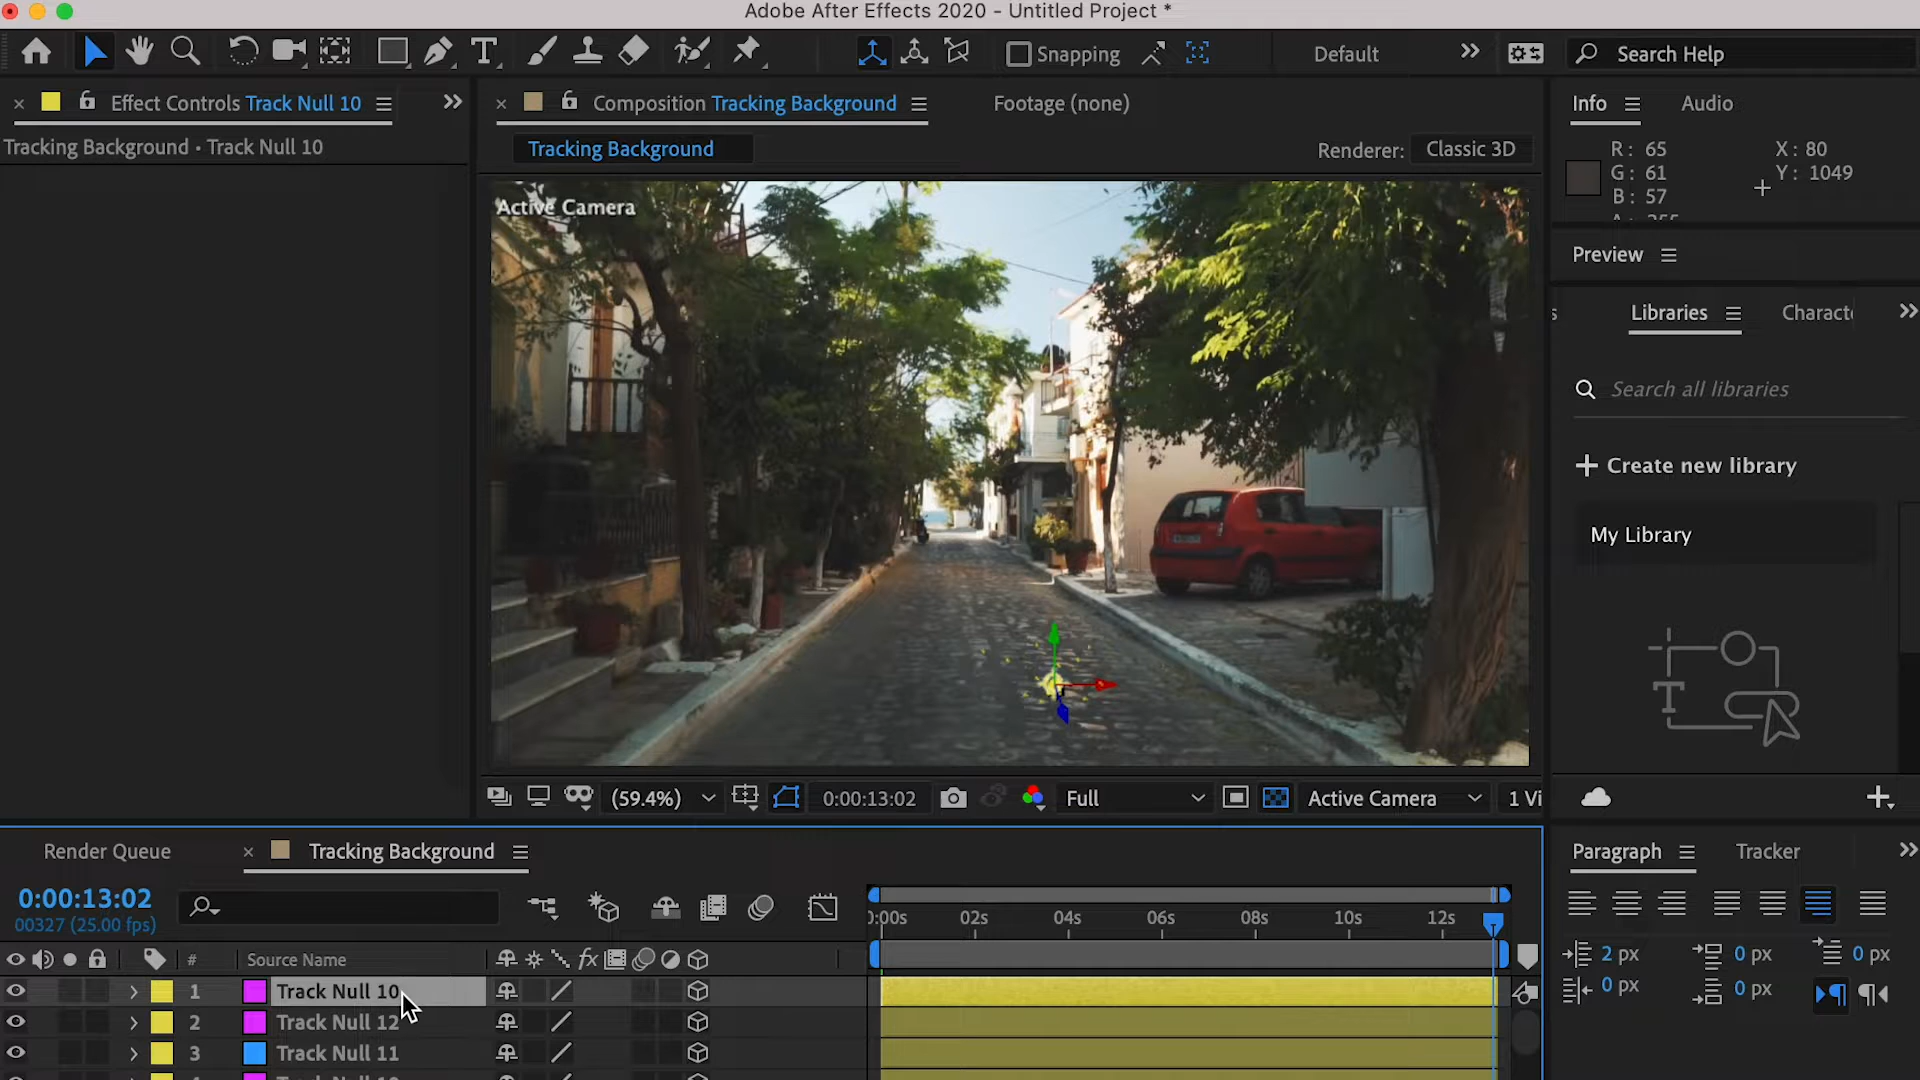 Adobe After Effects 2020 - Untitled Project *
Snapping
Default
Search Help
Effect Controls Track Null 10
Composition Tracking Background
Footage (none)
Info
Audio
Tracking Background • Track Null 10
Tracking Background
Renderer:
Classic 3D
R: 65
G: 61
B: 57
X: 80
Y: 1049
Active Camera
Preview
Libraries
Search all libraries
Create new library
My Library
(59.4%)
0:00:13:02
Full
Active Camera
1 Vi
Render Queue
Tracking Background
Paragraph
Tracker
0:00:13:02
00327 (25.00 fps)
0:00s
02s
04s
06s
08s
10s
12s
# Source Name
fx
2 px
0 px
0 px
0 px
0 px
1 Track Null 10
2 Track Null 12
3 Track Null 11